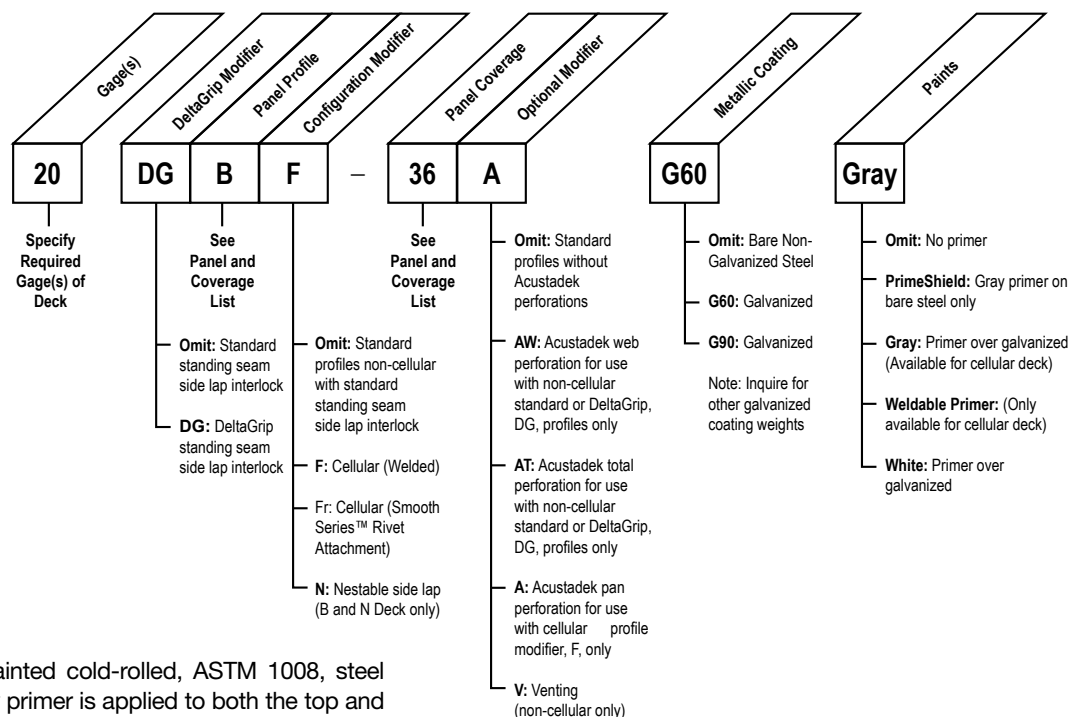 Gage(s)
DeltaGrip Modifier
Panel Profile
Configuration Modifier
Panel Coverage
Optional Modifier
Metallic Coating
Paints
20
DG
B
F
–
36
A
G60
Gray
Specify
Required
Gage(s) of
Deck
Omit: Standard
standing seam
side lap interlock
DG: DeltaGrip
standing seam
side lap interlock
See
Panel and
Coverage
List
Omit: Standard
profiles non-cellular
with standard
standing seam
side lap interlock
F: Cellular (Welded)
Fr: Cellular (Smooth
Series™ Rivet
Attachment)
N: Nestable side lap
(B and N Deck only)
See
Panel and
Coverage
List
Omit: Standard
profiles without
Acustadek
perforations
AW: Acustadek web
perforation for use
with non-cellular
standard or DeltaGrip,
DG, profiles only
AT: Acustadek total
perforation for use
with non-cellular
standard or DeltaGrip,
DG, profiles only
A: Acustadek pan
perforation for use
with cellular profile
modifier, F, only
V: Venting
(non-cellular only)
Omit: Bare Non-
Galvanized Steel
G60: Galvanized
G90: Galvanized
Note: Inquire for
other galvanized
coating weights
Omit: No primer
PrimeShield: Gray primer on
bare steel only
Gray: Primer over galvanized
(Available for cellular deck)
Weldable Primer: (Only
available for cellular deck)
White: Primer over
galvanized
ainted cold-rolled, ASTM 1008, steel
primer is applied to both the top and